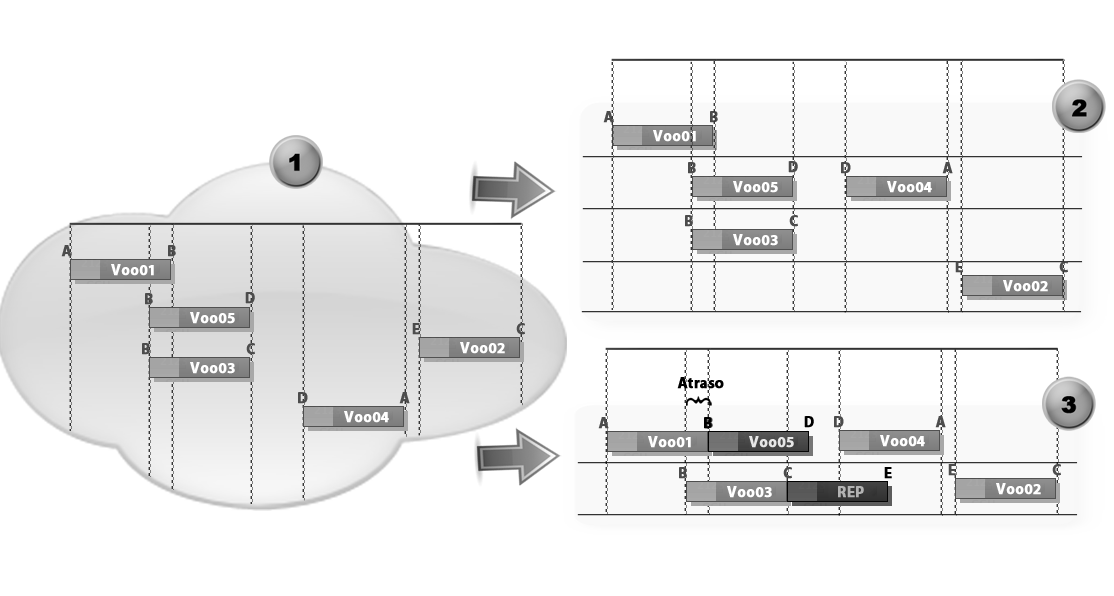 1
A B
Voo01
B D
Voo05
B C
Voo03
E C
Voo02
D A
Voo04
2
A B
Voo01
B D D A
Voo05 Voo04
B C
Voo03
E C
Voo02
3
Atraso
A B D D A
Voo01 Voo05 Voo04
B C E E C
Voo03 REP Voo02